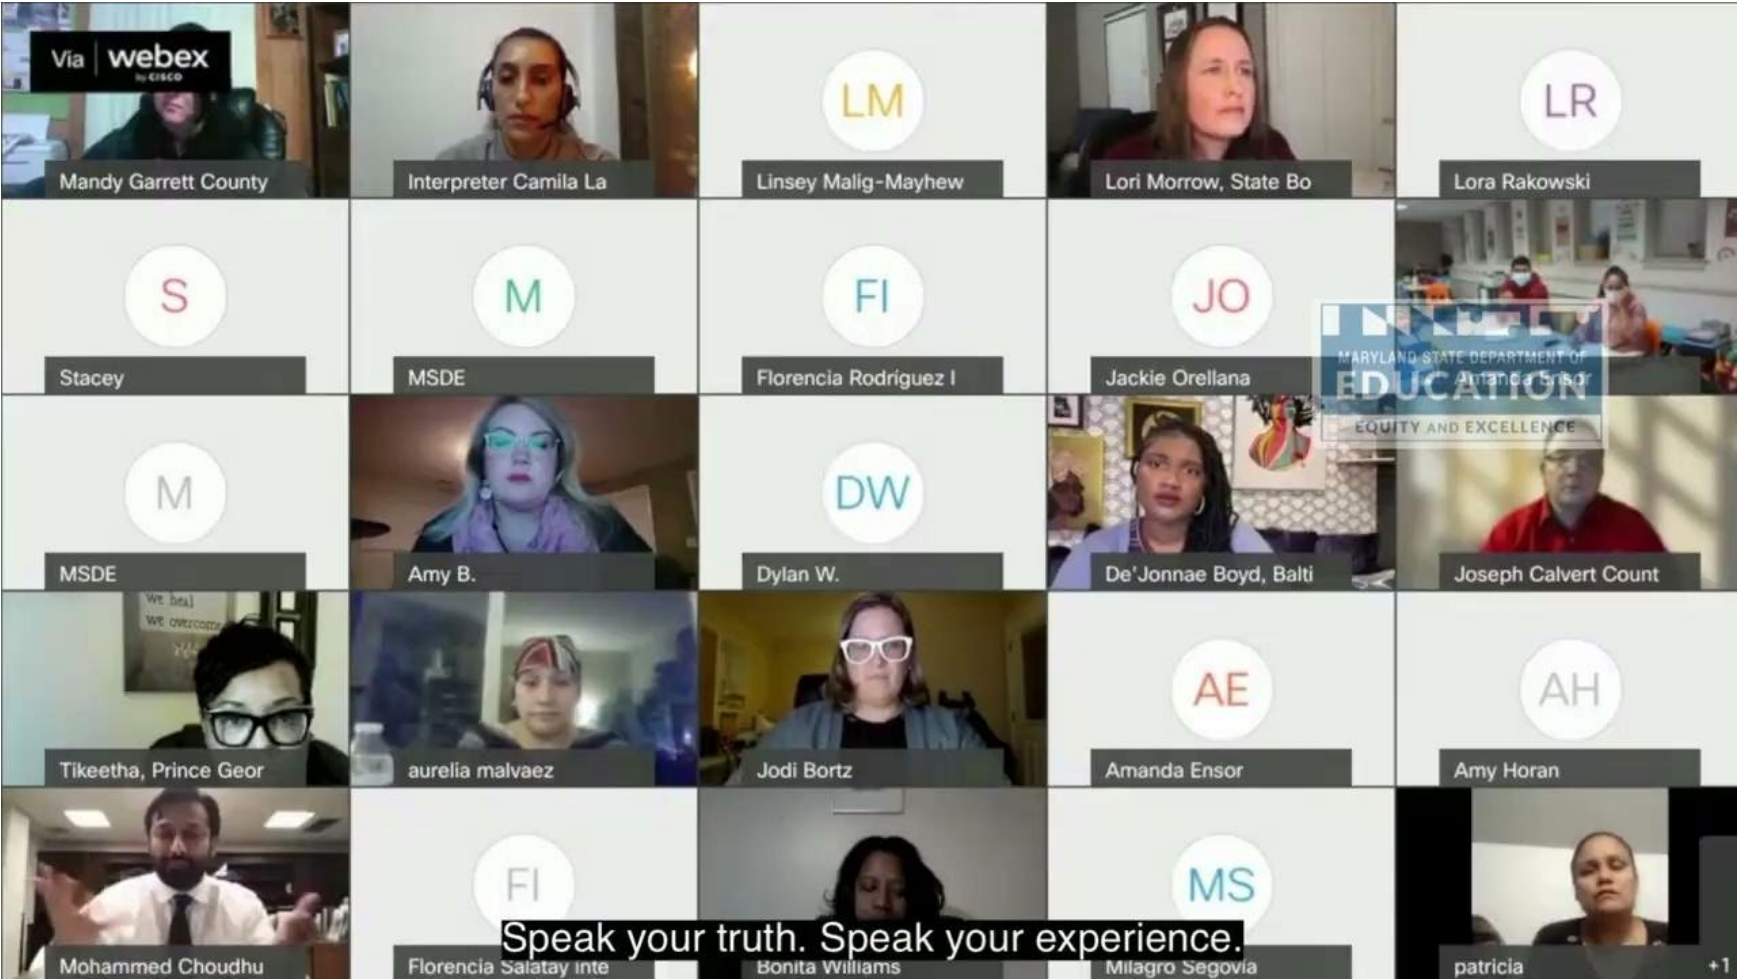 Via | webex
by CISCO
Mandy Garrett County
Interpreter Camila La
LM
Linsey Malig-Mayhew
Lori Morrow, State Bo
LR
Lora Rakowski
S
Stacey
M
MSDE
FI
Florencia Rodríguez I
JO
Jackie Orellana
MARYLAND STATE DEPARTMENT OF
EDUCATION
EQUITY AND EXCELLENCE
Amanda Ensor
M
MSDE
Amy B.
DW
Dylan W.
De'Jonnae Boyd, Balti
Joseph Calvert Count
we heal
we overcome
Tikeetha, Prince Geor
aurelia malvaez
Jodi Bortz
AE
Amanda Ensor
AH
Amy Horan
Mohammed Choudhu
FI
Florencia Salatay inte
Bonita Williams
MS
Milagro Segovia
patricia
+1
Speak your truth. Speak your experience.